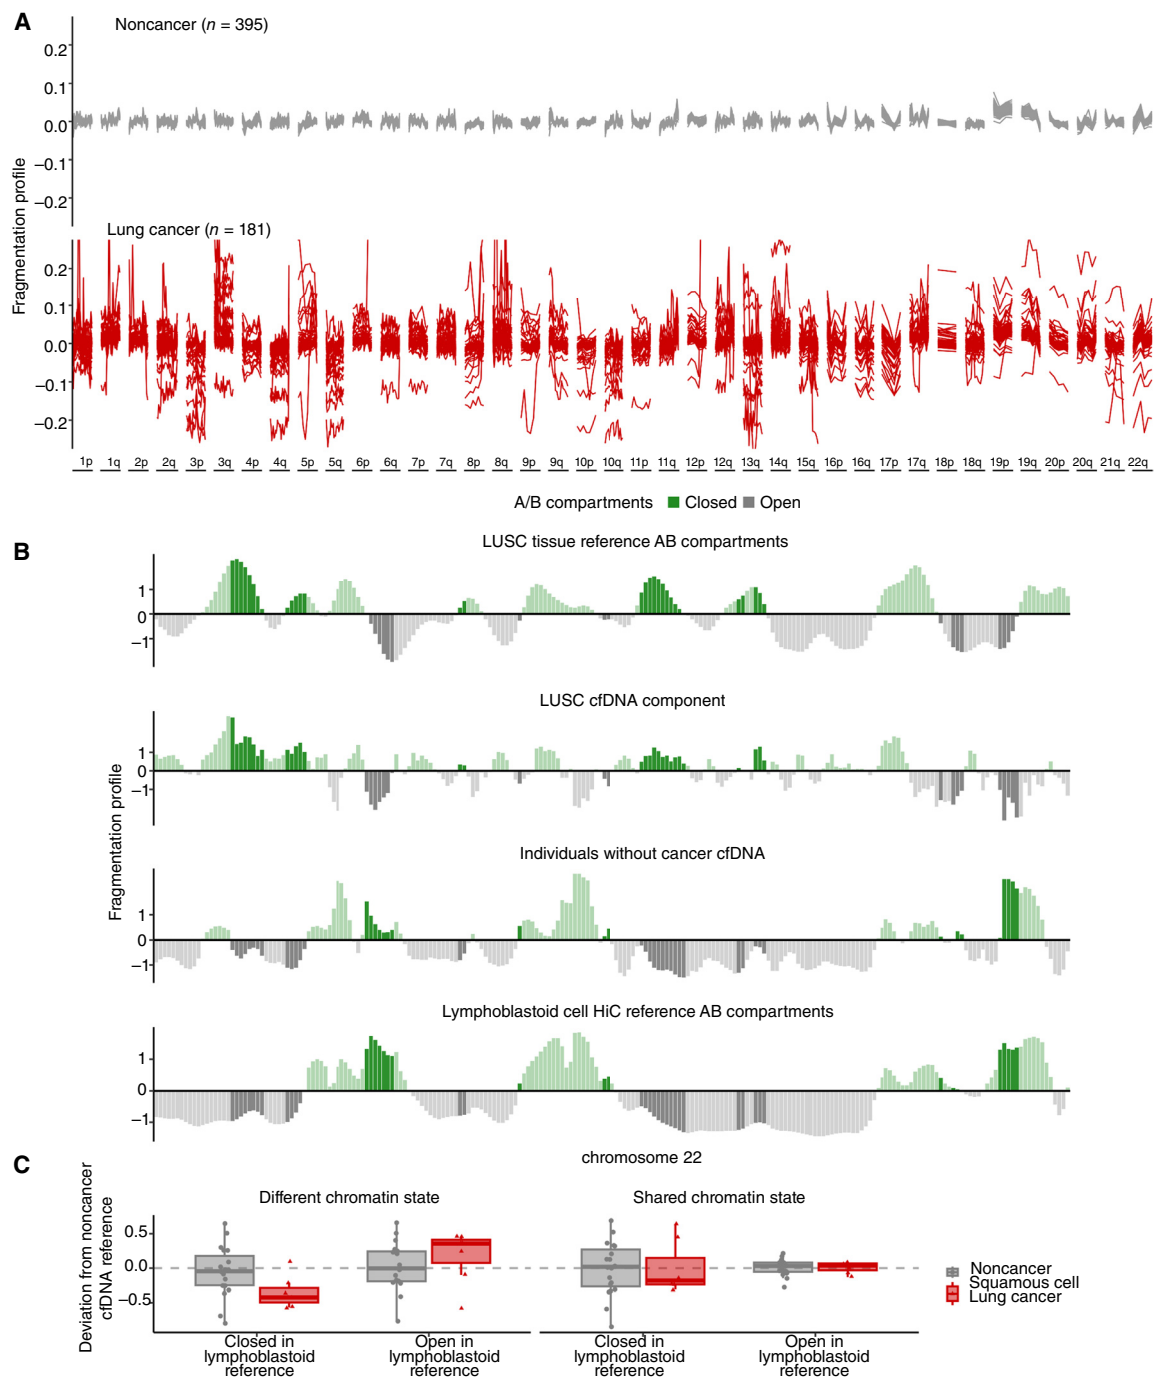 A
Noncancer (n = 395)
0.2
0.1
0.0
−0.1
−0.2
Fragmentation profile
Lung cancer (n = 181)
0.2
0.1
0.0
−0.1
−0.2
1p 1q 2p 2q 3p 3q 4p 4q 5p 5q 6p 6q 7p 7q 8p 8q 9p 9q 10p 10q 11p 11q 12p 12q 13q 14q 15q 16p 16q 17p 17q 18p 18q 19p 19q 20p 20q 21q 22q
A/B compartments Closed Open
B
LUSC tissue reference AB compartments
1
0
−1
LUSC cfDNA component
1
0
−1
Fragmentation profile
Individuals without cancer cfDNA
1
0
−1
Lymphoblastoid cell HiC reference AB compartments
1
0
−1
chromosome 22
C
Deviation from noncancer
cfDNA reference
Different chromatin state
Shared chromatin state
0.5
0.0
−0.5
Closed in
lymphoblastoid
reference
Open in
lymphoblastoid
reference
Closed in
lymphoblastoid
reference
Open in
lymphoblastoid
reference
Noncancer
Squamous cell
Lung cancer